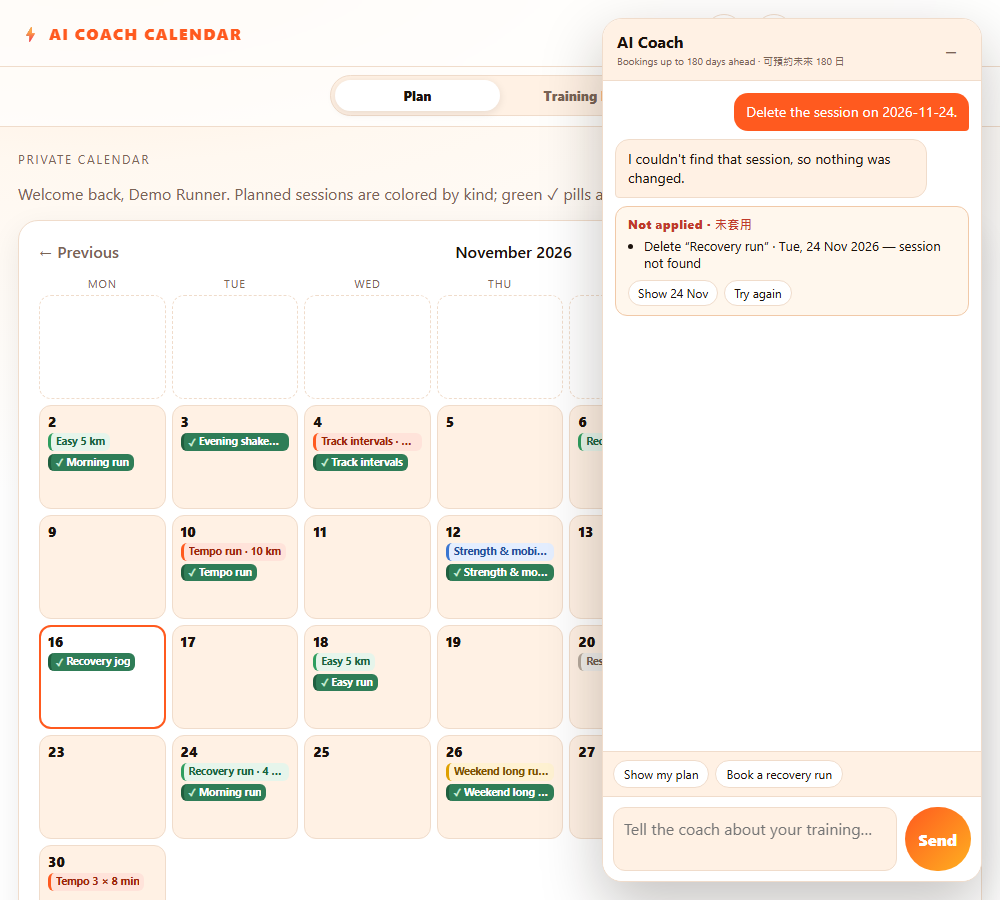 AI COACH CALENDAR
Plan
Training
PRIVATE CALENDAR
Welcome back, Demo Runner. Planned sessions are colored by kind; green ✓ pills
← Previous
November 2026
MON TUE WED THU
2
Easy 5 km
✓ Morning run
3
✓ Evening shake...
4
Track intervals · ...
✓ Track intervals
5
6
9
10
Tempo run · 10 km
✓ Tempo run
11
12
Strength & mobi...
✓ Strength & mo...
13
16
✓ Recovery jog
17
18
Easy 5 km
✓ Easy run
19
20
23
24
Recovery run · 4 ...
✓ Morning run
25
26
Weekend long ru...
✓ Weekend long ...
27
30
Tempo 3 × 8 min
AI Coach
Bookings up to 180 days ahead · 可預約未來 180 日
–
Delete the session on 2026-11-24.
I couldn't find that session, so nothing was
changed.
Not applied · 未套用
• Delete “Recovery run” · Tue, 24 Nov 2026 — session
not found
Show 24 Nov
Try again
Show my plan
Book a recovery run
Tell the coach about your training...
Send